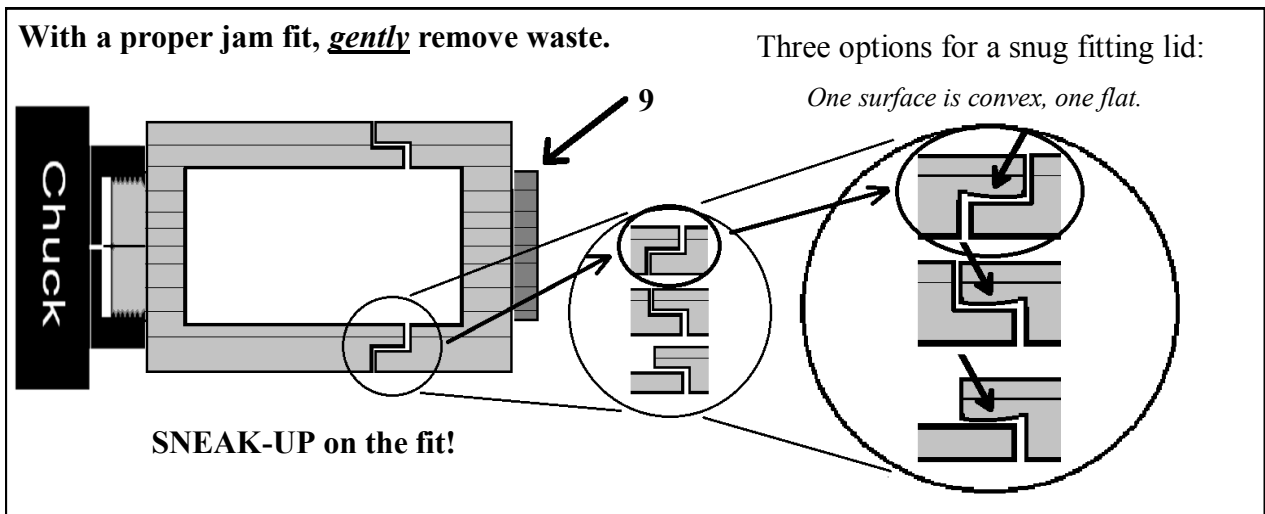 With a proper jam fit, gently remove waste.
Three options for a snug fitting lid:
One surface is convex, one flat.
9
Chuck
SNEAK-UP on the fit!